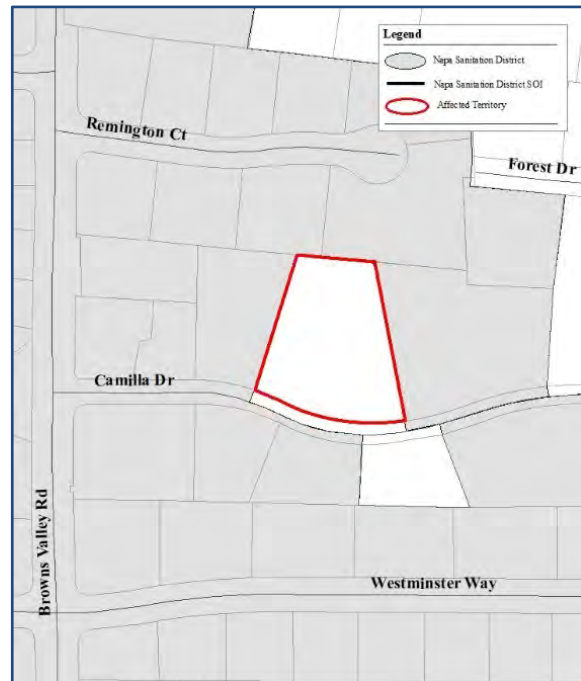 Legend
Napa Sanitation District
Napa Sanitation District SOI
Affected Territory
Remington Ct
Forest Dr
Camilla Dr
Browns Valley Rd
Westminster Way